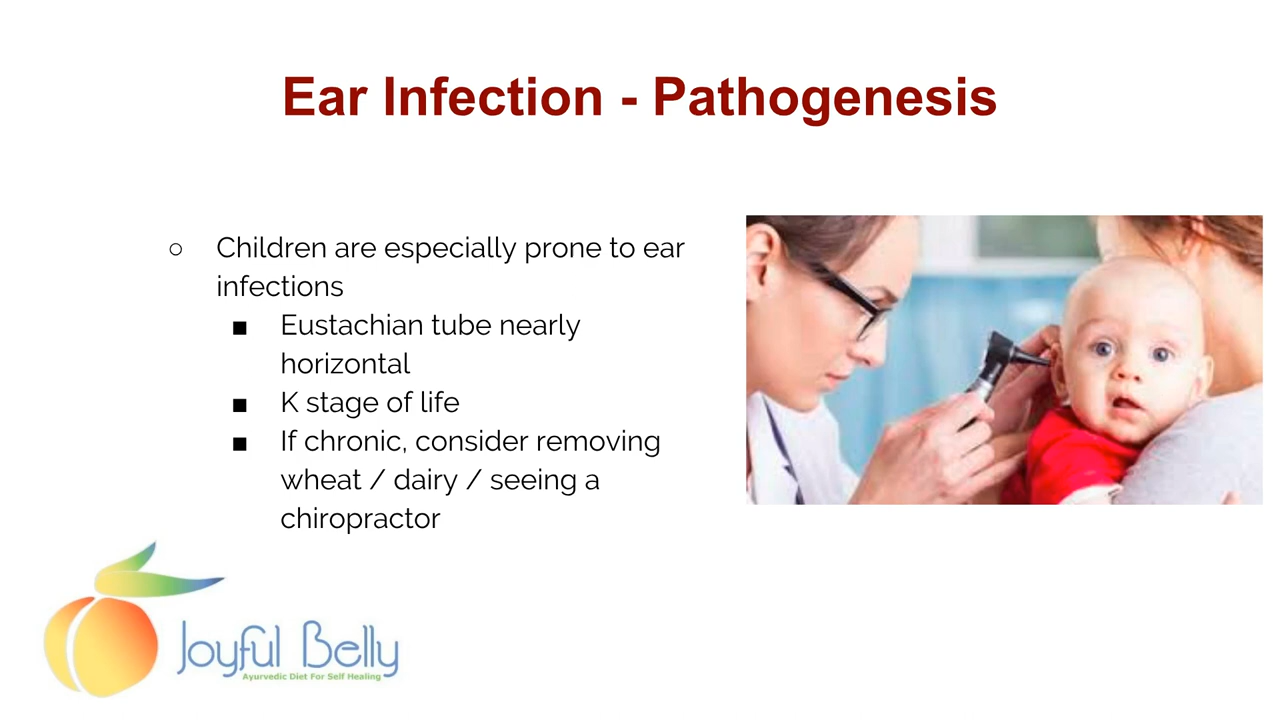 Ear Infection - Pathogenesis
○ Children are especially prone to ear
infections
■ Eustachian tube nearly
horizontal
■ K stage of life
■ If chronic, consider removing
wheat / dairy / seeing a
chiropractor
Joyful Belly
Ayurvedic Diet For Self Healing